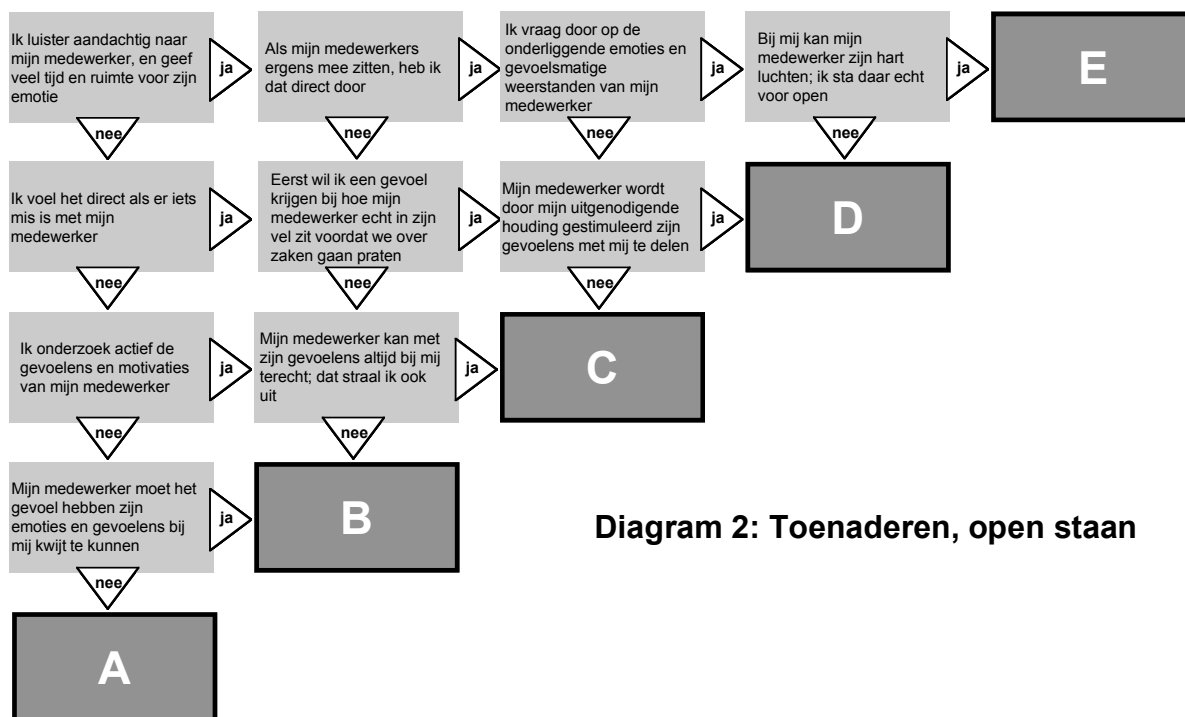 Ik luister aandachtig naar
mijn medewerker, en geef
veel tijd en ruimte voor zijn
emotie
ja
Als mijn medewerkers
ergens mee zitten, heb ik
dat direct door
ja
Ik vraag door op de
onderliggende emoties en
gevoelsmatige
weerstanden van mijn
medewerker
ja
Bij mij kan mijn
medewerker zijn hart
luchten; ik sta daar echt
voor open
ja
E
nee
nee
nee
nee
Ik voel het direct als er iets
mis is met mijn
medewerker
ja
Eerst wil ik een gevoel
krijgen bij hoe mijn
medewerker echt in zijn
vel zit voordat we over
zaken gaan praten
ja
Mijn medewerker wordt
door mijn uitgenodigende
houding gestimuleerd zijn
gevoelens met mij te delen
ja
D
nee
nee
nee
Ik onderzoek actief de
gevoelens en motivaties
van mijn medewerker
ja
Mijn medewerker kan met
zijn gevoelens altijd bij mij
terecht; dat straal ik ook
uit
ja
C
nee
nee
Mijn medewerker moet het
gevoel hebben zijn
emoties en gevoelens bij
mij kwijt te kunnen
ja
B
Diagram 2: Toenaderen, open staan
nee
A